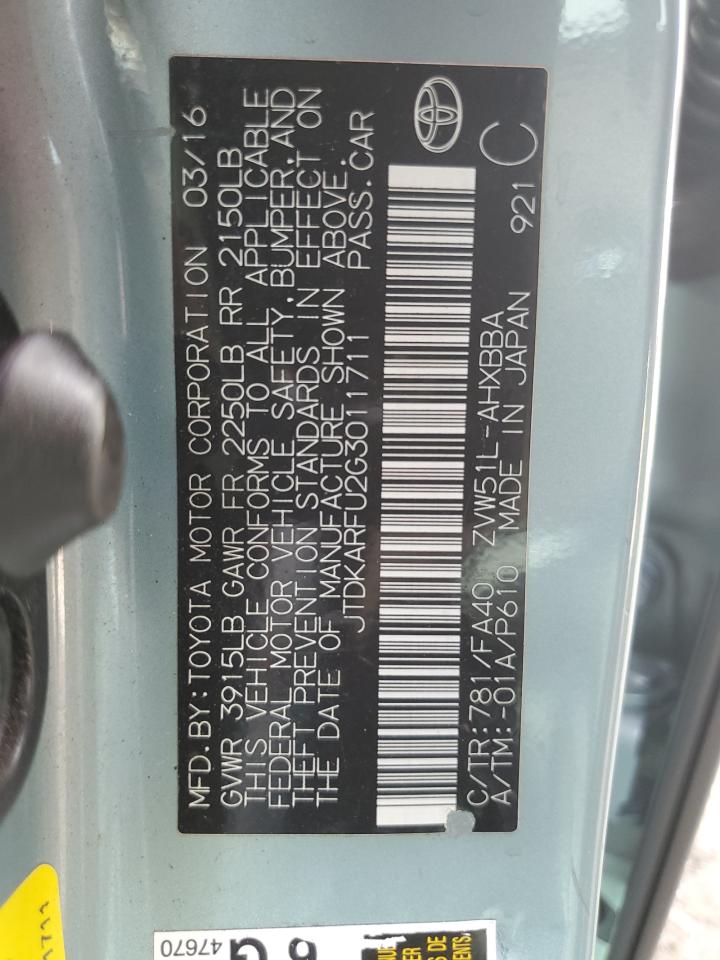 MFD.BY:TOYOTA MOTOR CORPORATION 03/16
GVWR 3915LB GAWR FR 2250LB RR 2150LB
THIS VEHICLE CONFORMS TO ALL APPLICABLE
FEDERAL MOTOR VEHICLE SAFETY, BUMPER, AND
THEFT PREVENTION STANDARDS IN EFFECT ON
THE DATE OF MANUFACTURE SHOWN ABOVE.
JTDKARFU2G3011711 PASS.CAR
C/TR:781/FA40 ZVW51L-AHXBBA 921 C
A/TM:-01A/P610 MADE IN JAPAN
47670
G